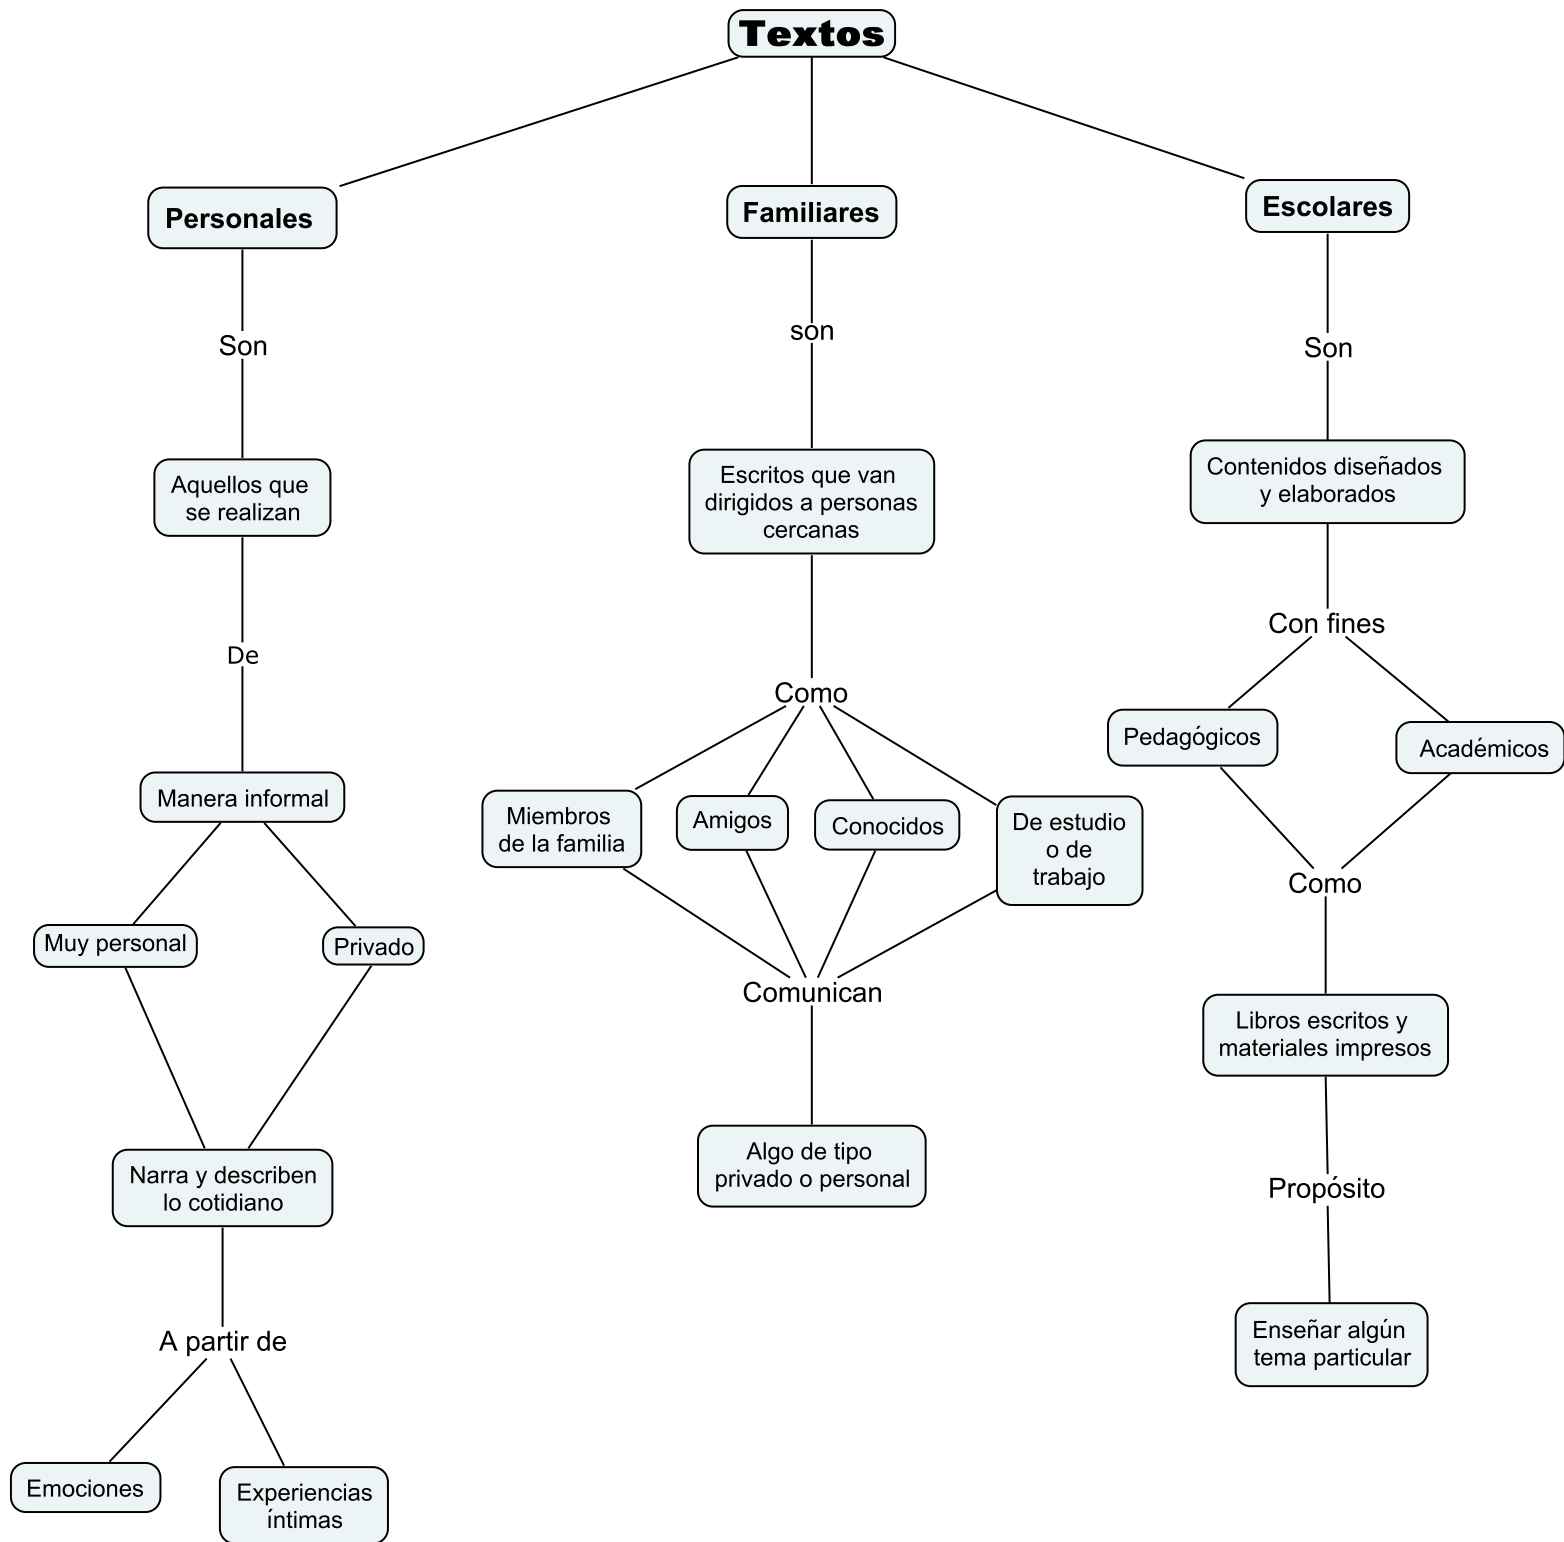 Textos
Personales
Familiares
Escolares
Son
son
Son
Aquellos que
se realizan
Escritos que van
dirigidos a personas
cercanas
Contenidos diseñados
y elaborados
De
Como
Con fines
Manera informal
Miembros
de la familia
Amigos
Conocidos
De estudio
o de
trabajo
Pedagógicos
Académicos
Muy personal
Privado
Comunican
Como
Narra y describen
lo cotidiano
Algo de tipo
privado o personal
Libros escritos y
materiales impresos
A partir de
Propósito
Emociones
Experiencias
íntimas
Enseñar algún
tema particular